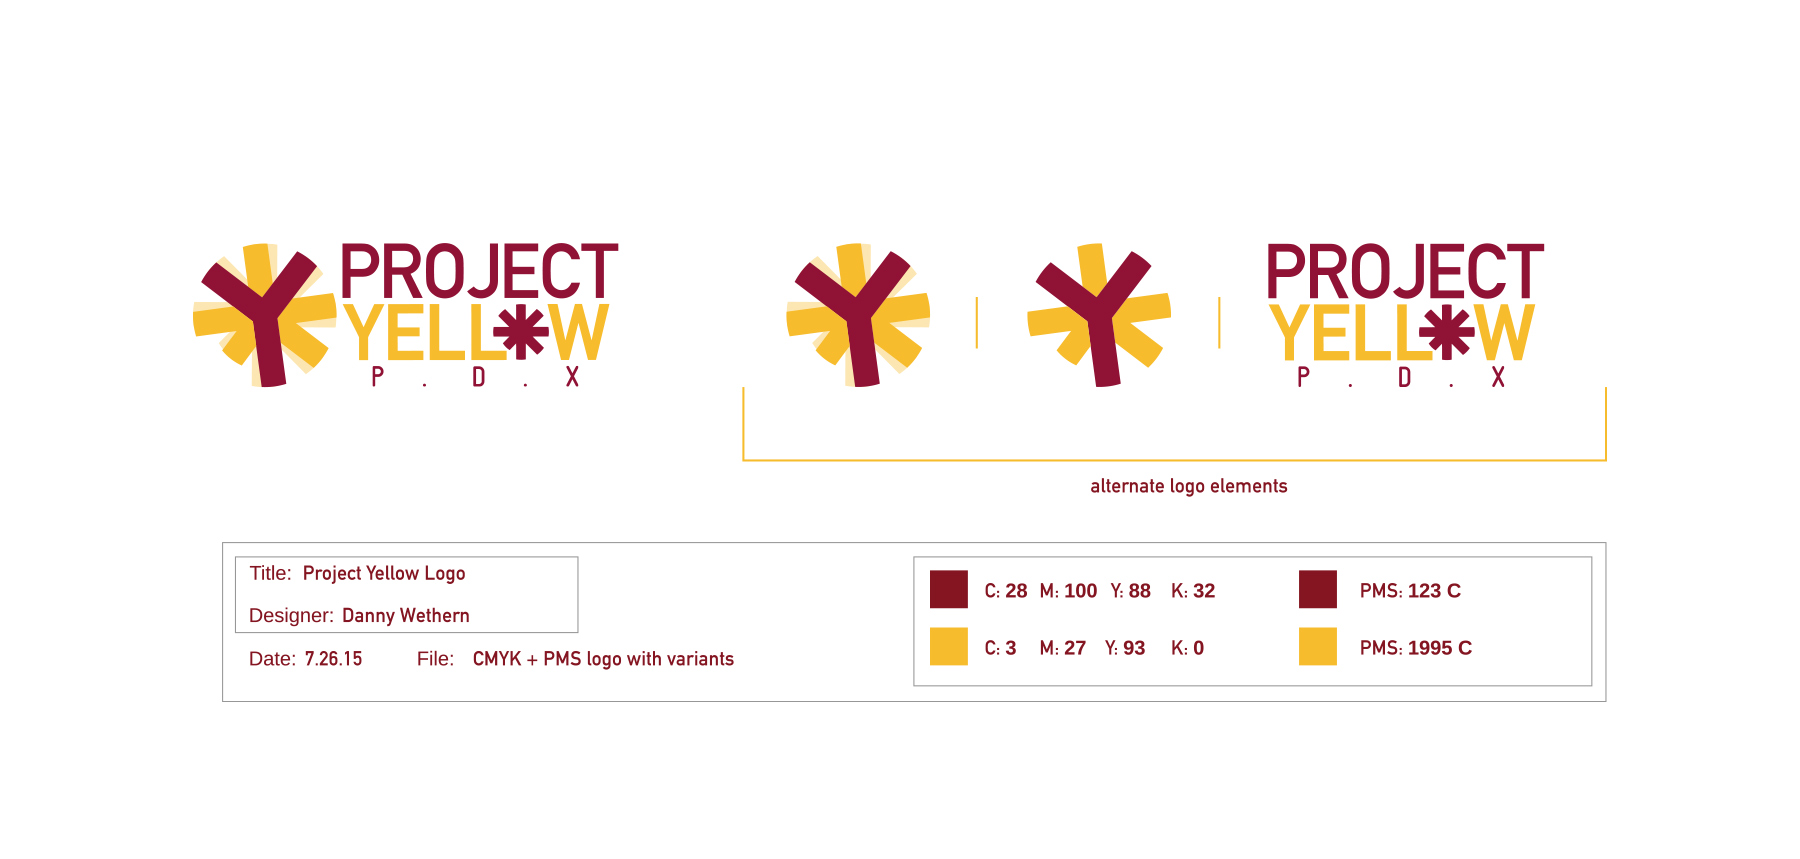 PROJECT
YELL*W
P . D . X
PROJECT
YELL*W
P . D . X
alternate logo elements
Title: Project Yellow Logo
Designer: Danny Wethern
Date: 7.26.15 File: CMYK + PMS logo with variants
C: 28 M: 100 Y: 88 K: 32 PMS: 123 C
C: 3 M: 27 Y: 93 K: 0 PMS: 1995 C